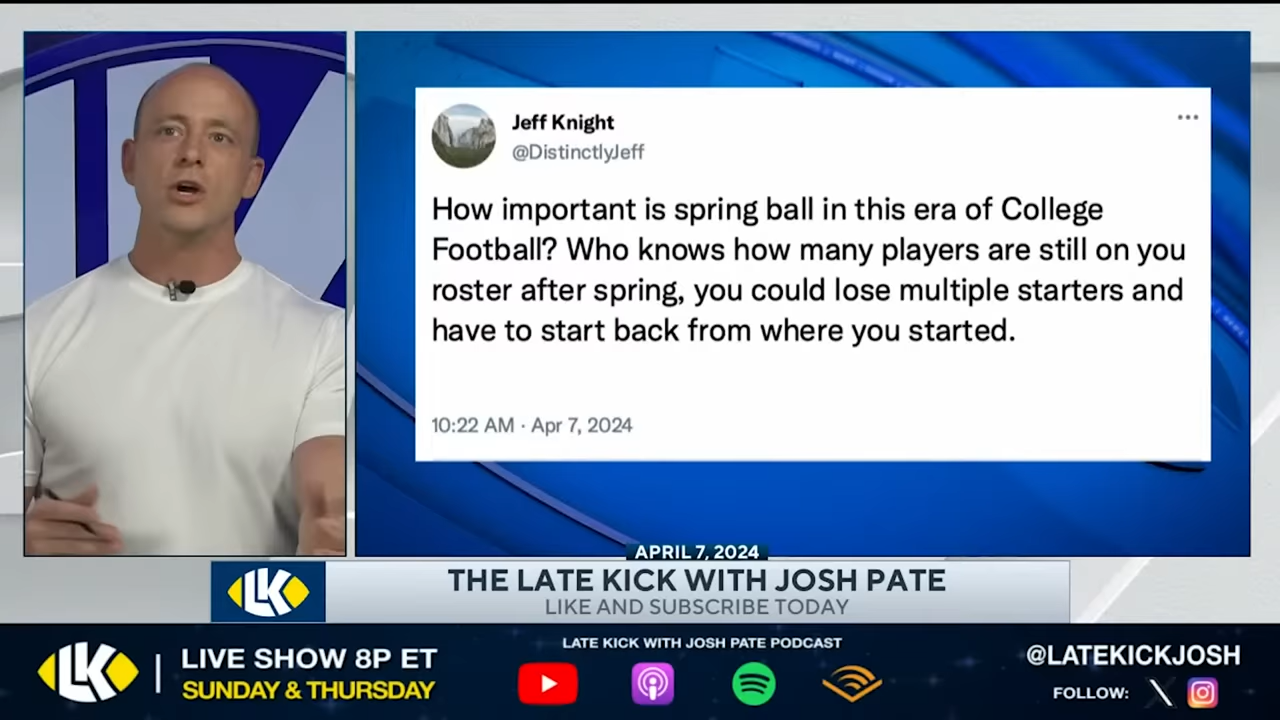 Jeff Knight
@DistinctlyJeff
How important is spring ball in this era of College
Football? Who knows how many players are still on you
roster after spring, you could lose multiple starters and
have to start back from where you started.
10:22 AM · Apr 7, 2024
APRIL 7, 2024
LK
THE LATE KICK WITH JOSH PATE
LIKE AND SUBSCRIBE TODAY
LK
LIVE SHOW 8P ET
SUNDAY & THURSDAY
LATE KICK WITH JOSH PATE PODCAST
@LATEKICKJOSH
FOLLOW: